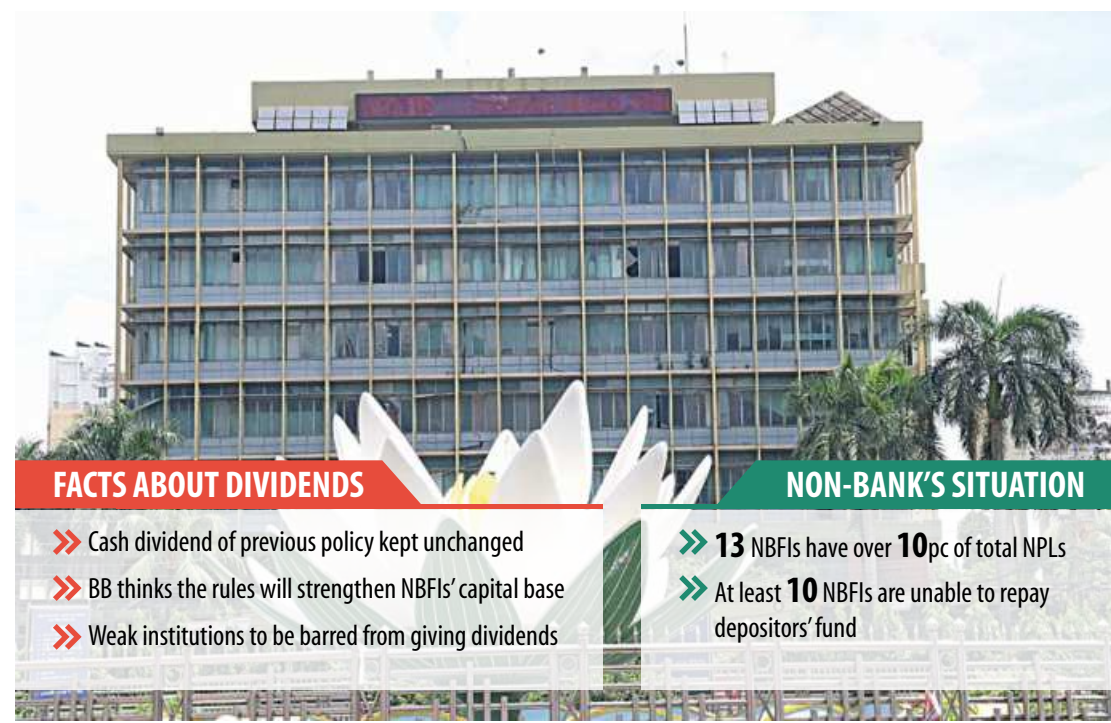 FACTS ABOUT DIVIDENDS
Cash dividend of previous policy kept unchanged
BB thinks the rules will strengthen NBFIs' capital base
Weak institutions to be barred from giving dividends
NON-BANK'S SITUATION
13 NBFIs have over 10pc of total NPLs
At least 10 NBFIs are unable to repay
depositors' fund